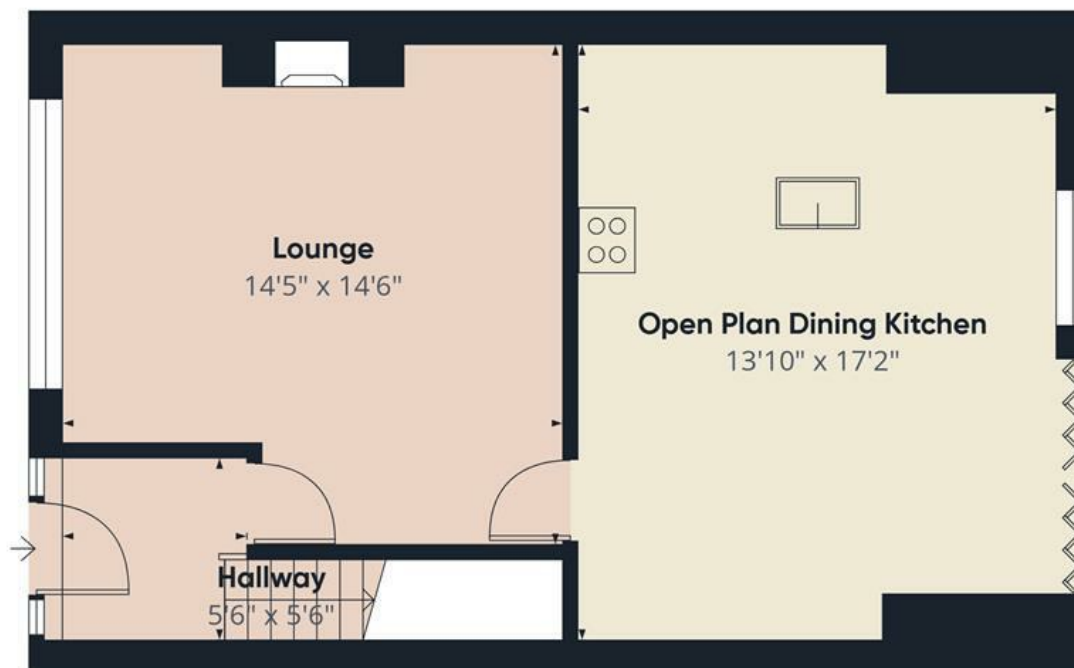 Lounge
14'5" x 14'6"
Open Plan Dining Kitchen
13'10" x 17'2"
Hallway
5'6" x 5'6"